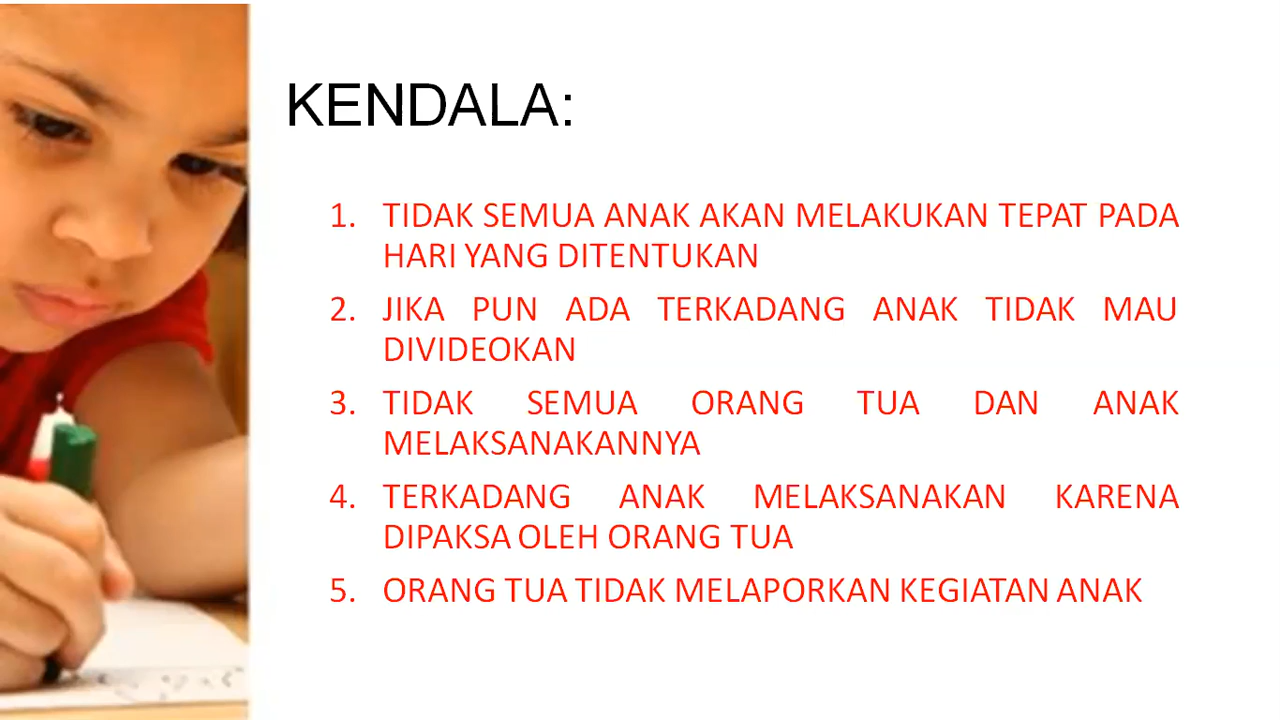 KENDALA:
1. TIDAK SEMUA ANAK AKAN MELAKUKAN TEPAT PADA
HARI YANG DITENTUKAN
2. JIKA PUN ADA TERKADANG ANAK TIDAK MAU
DIVIDEOKAN
3. TIDAK SEMUA ORANG TUA DAN ANAK
MELAKSANAKANNYA
4. TERKADANG ANAK MELAKSANAKAN KARENA
DIPAKSA OLEH ORANG TUA
5. ORANG TUA TIDAK MELAPORKAN KEGIATAN ANAK